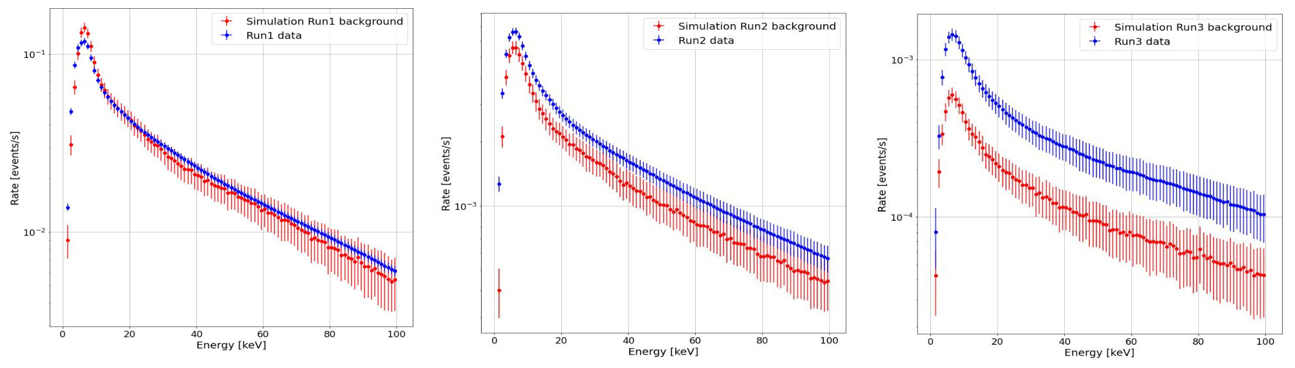 Simulation Run1 background
Run1 data
10⁻¹
10⁻²
Rate [events/s]
0 20 40 60 80 100
Energy [keV]
Simulation Run2 background
Run2 data
10⁻³
Rate [events/s]
0 20 40 60 80 100
Energy [keV]
Simulation Run3 background
Run3 data
10⁻³
10⁻⁴
Rate [events/s]
0 20 40 60 80 100
Energy [keV]